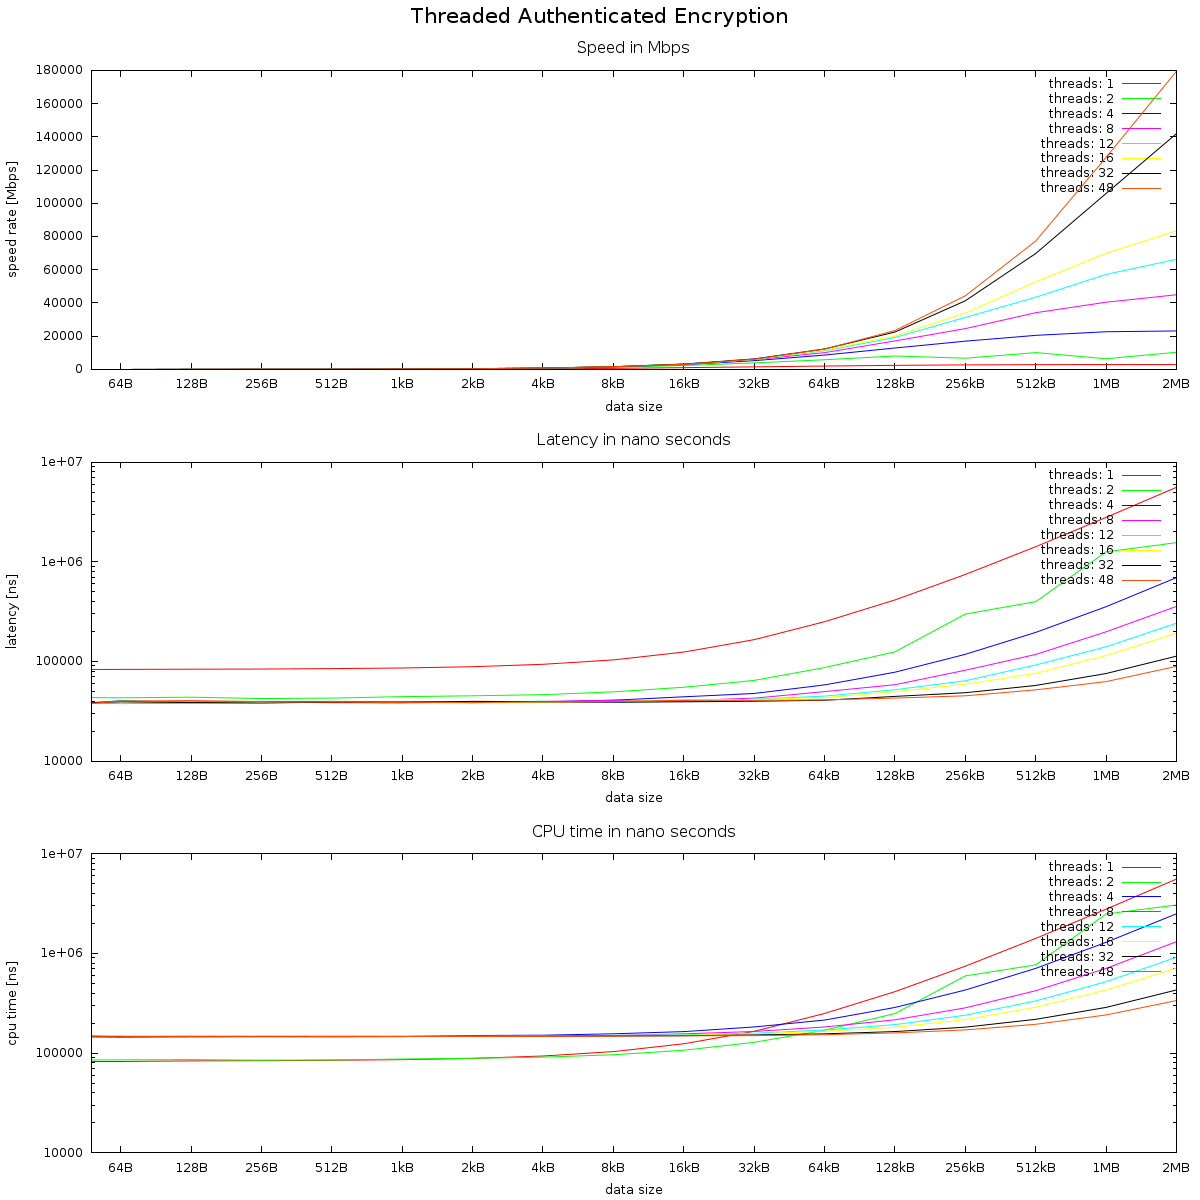 Threaded Authenticated Encryption
Speed in Mbps
180000
160000
140000
120000
100000
80000
60000
40000
20000
0
speed rate [Mbps]
threads: 1
threads: 2
threads: 4
threads: 8
threads: 12
threads: 16
threads: 32
threads: 48
64B 128B 256B 512B 1kB 2kB 4kB 8kB 16kB 32kB 64kB 128kB 256kB 512kB 1MB 2MB
data size
Latency in nano seconds
1e+07
1e+06
100000
10000
latency [ns]
threads: 1
threads: 2
threads: 4
threads: 8
threads: 12
threads: 16
threads: 32
threads: 48
64B 128B 256B 512B 1kB 2kB 4kB 8kB 16kB 32kB 64kB 128kB 256kB 512kB 1MB 2MB
data size
CPU time in nano seconds
1e+07
1e+06
100000
10000
cpu time [ns]
threads: 1
threads: 2
threads: 4
threads: 8
threads: 12
threads: 16
threads: 32
threads: 48
64B 128B 256B 512B 1kB 2kB 4kB 8kB 16kB 32kB 64kB 128kB 256kB 512kB 1MB 2MB
data size